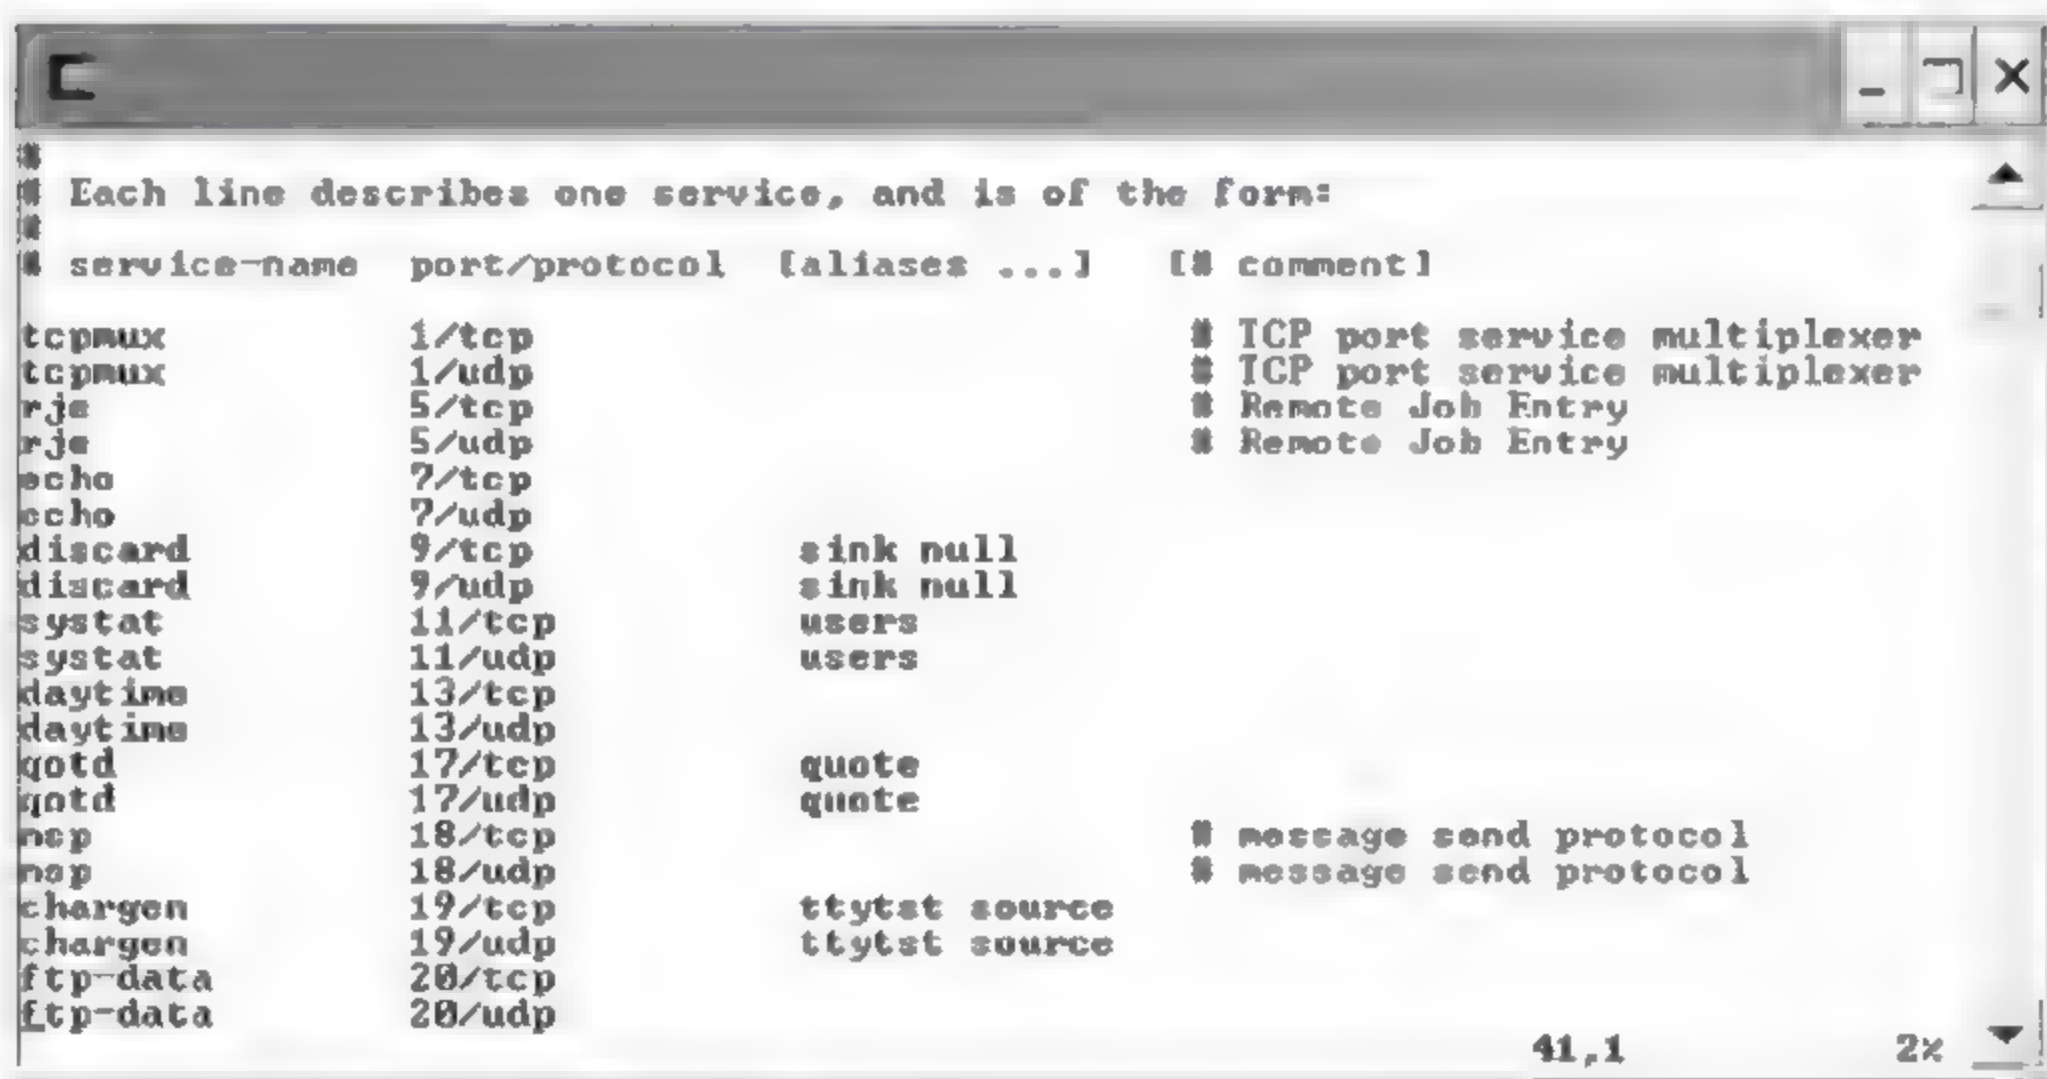 #
# Each line describes one service, and is of the form:
#
# service-name  port/protocol  [aliases ...]   [# comment]
tcpmux          1/tcp                           # TCP port service multiplexer
tcpmux          1/udp                           # TCP port service multiplexer
rje             5/tcp                           # Remote Job Entry
rje             5/udp                           # Remote Job Entry
echo            7/tcp
echo            7/udp
discard         9/tcp           sink null
discard         9/udp           sink null
systat          11/tcp          users
systat          11/udp          users
daytime         13/tcp
daytime         13/udp
qotd            17/tcp          quote
qotd            17/udp          quote
msp             18/tcp                          # message send protocol
msp             18/udp                          # message send protocol
chargen         19/tcp          ttytst source
chargen         19/udp          ttytst source
ftp-data        20/tcp
ftp-data        20/udp
41,1 2%